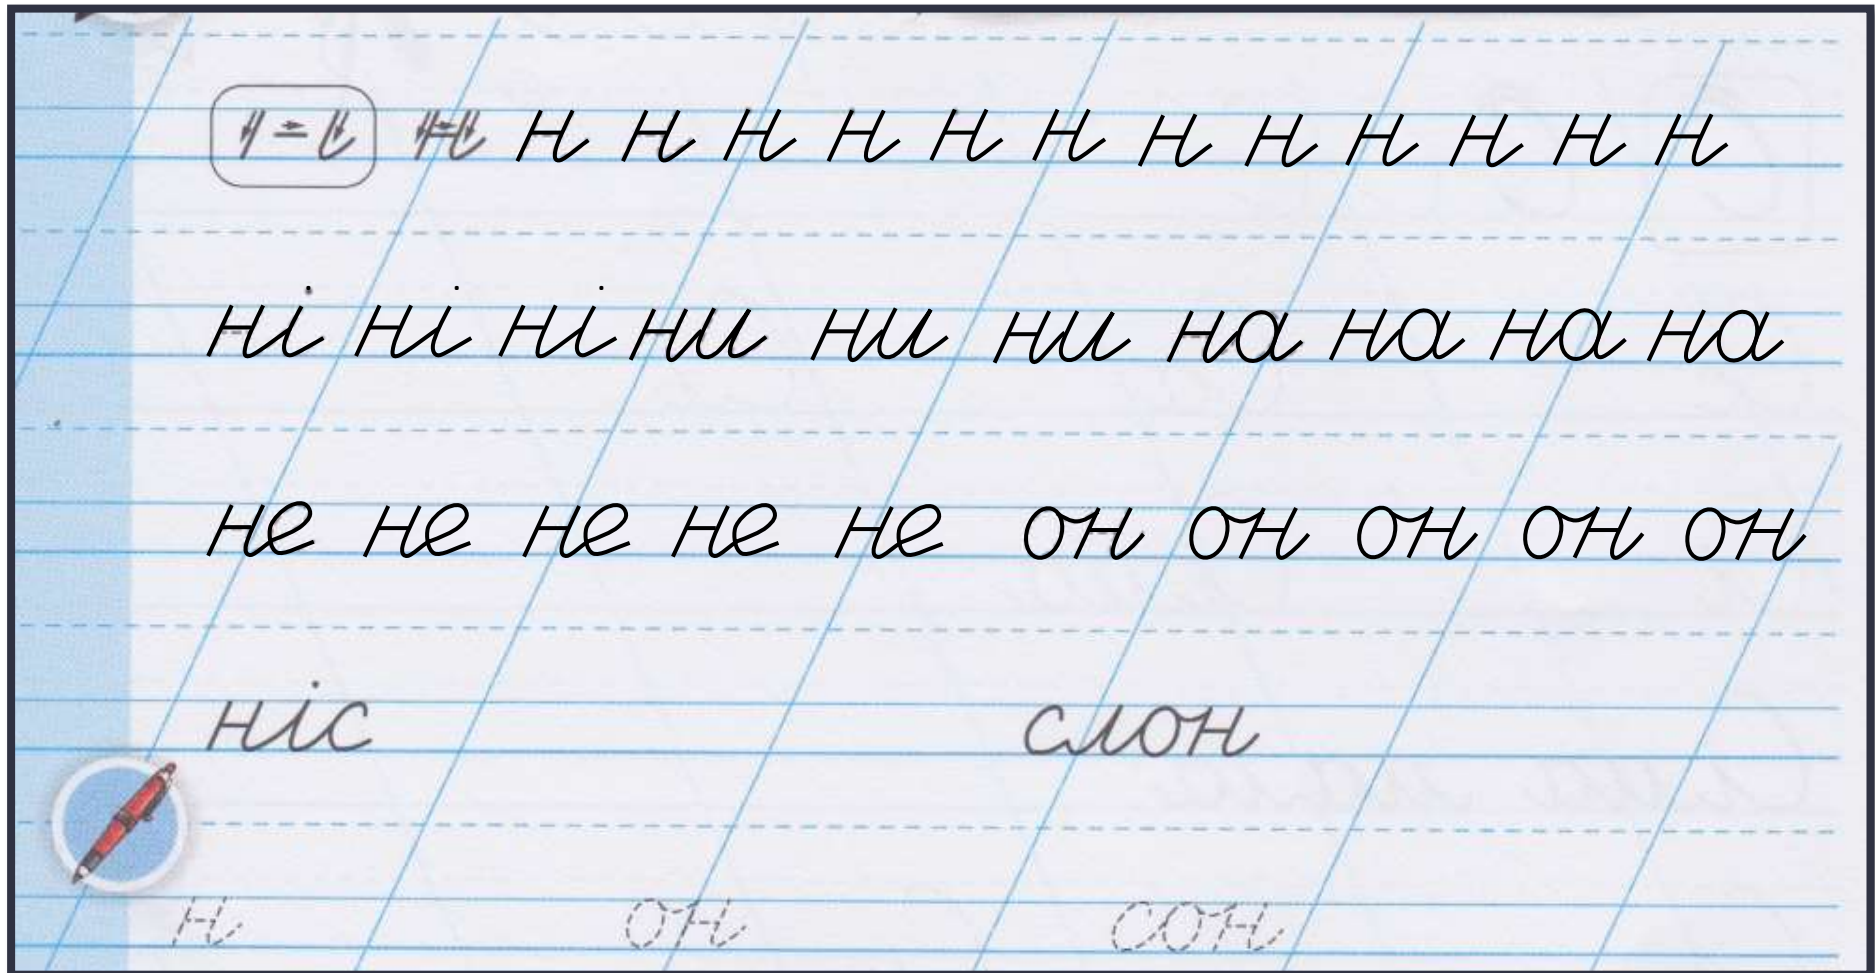 н н н н н н н н н н н н н
ні ні ні ни ни ни на на на на
не не не не не он он он он он
ніс слон
н он сон